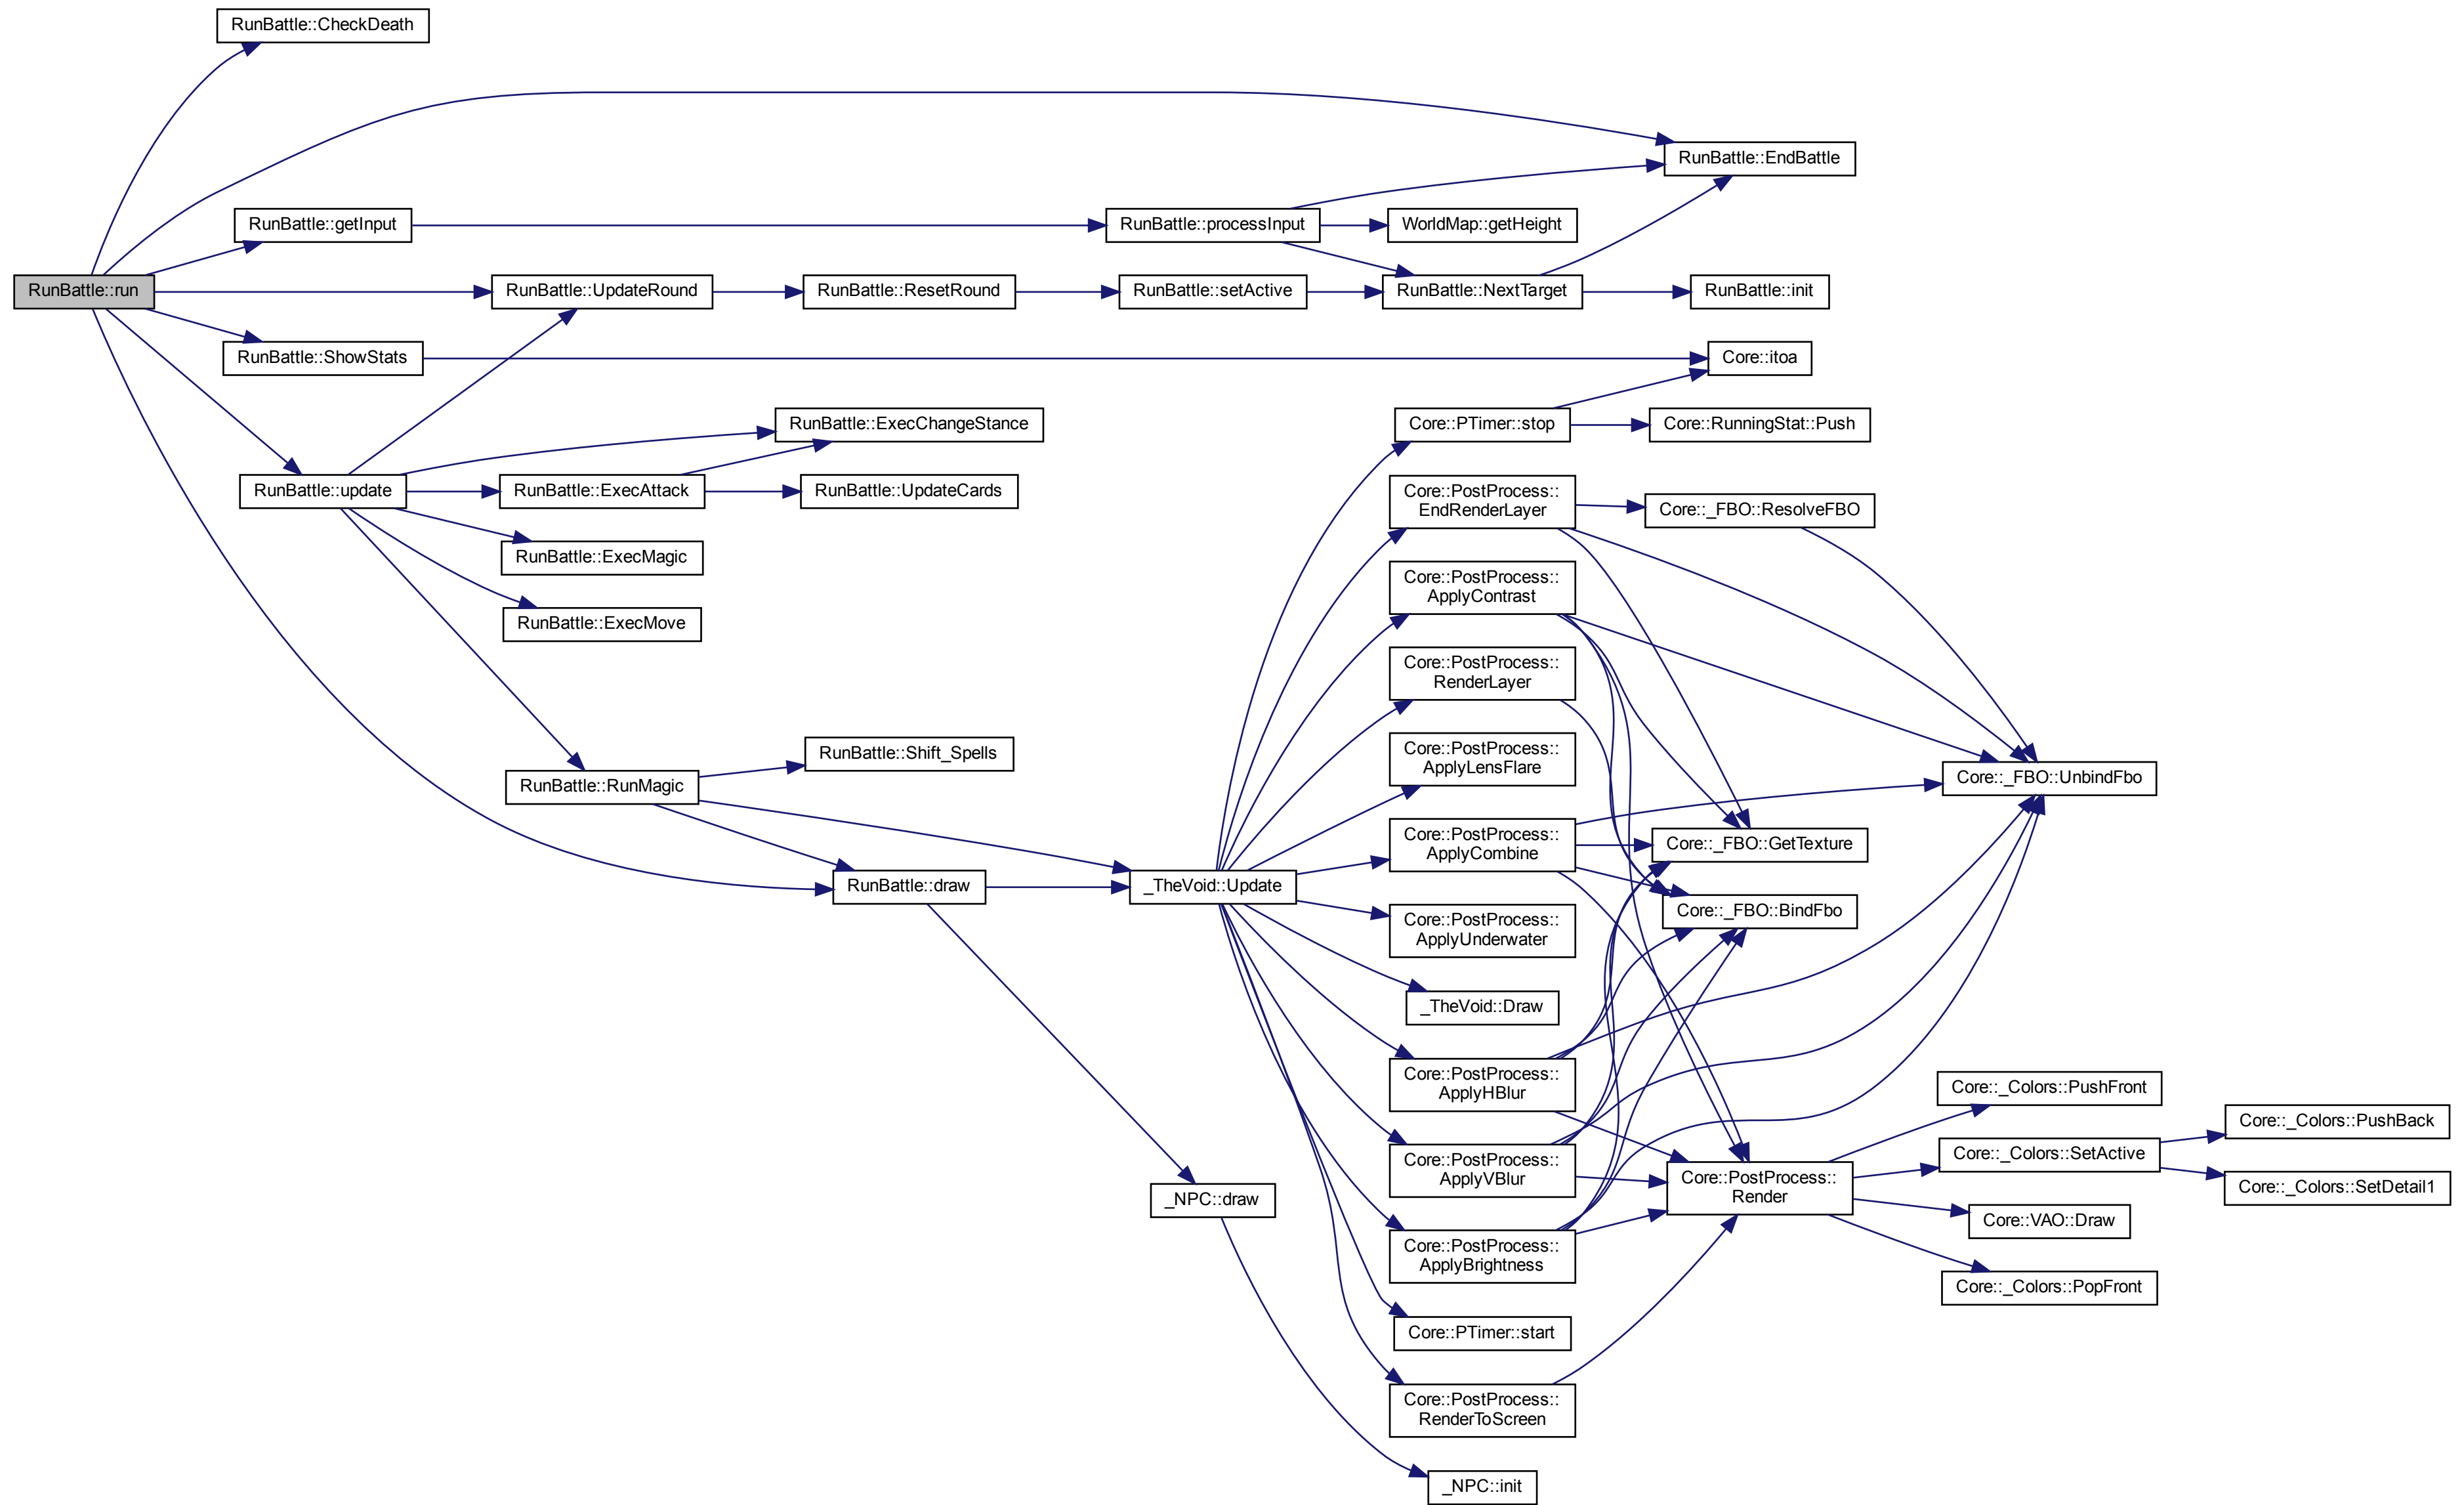 RunBattle::CheckDeath
RunBattle::EndBattle
RunBattle::getInput
RunBattle::processInput
WorldMap::getHeight
RunBattle::run
RunBattle::UpdateRound
RunBattle::ResetRound
RunBattle::setActive
RunBattle::NextTarget
RunBattle::init
RunBattle::ShowStats
Core::itoa
RunBattle::ExecChangeStance
Core::PTimer::stop
Core::RunningStat::Push
RunBattle::update
RunBattle::ExecAttack
RunBattle::UpdateCards
Core::PostProcess::
EndRenderLayer
Core::_FBO::ResolveFBO
RunBattle::ExecMagic
Core::PostProcess::
ApplyContrast
RunBattle::ExecMove
Core::PostProcess::
RenderLayer
RunBattle::Shift_Spells
Core::PostProcess::
ApplyLensFlare
RunBattle::RunMagic
Core::_FBO::UnbindFbo
Core::PostProcess::
ApplyCombine
Core::_FBO::GetTexture
RunBattle::draw
_TheVoid::Update
Core::_FBO::BindFbo
Core::PostProcess::
ApplyUnderwater
_TheVoid::Draw
Core::PostProcess::
ApplyHBlur
Core::_Colors::PushFront
Core::_Colors::PushBack
Core::PostProcess::
ApplyVBlur
Core::_Colors::SetActive
Core::PostProcess::
Render
Core::_Colors::SetDetail1
_NPC::draw
Core::VAO::Draw
Core::PostProcess::
ApplyBrightness
Core::_Colors::PopFront
Core::PTimer::start
Core::PostProcess::
RenderToScreen
_NPC::init